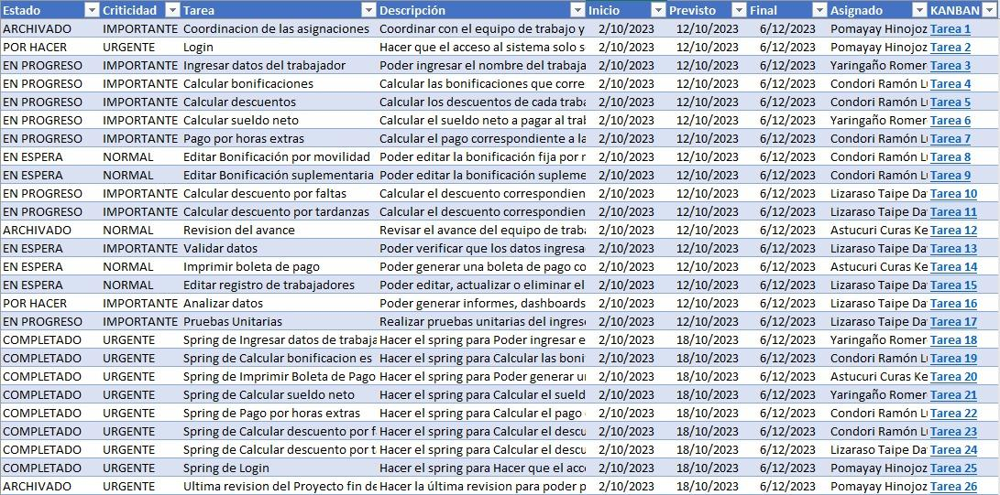 Estado Criticidad Tarea Descripción Inicio Previsto Final Asignado KANBAN
ARCHIVADO IMPORTANTE Coordinacion de las asignaciones Coordinar con el equipo de trabajo y 2/10/2023 12/10/2023 6/12/2023 Pomayay Hinojoz Tarea 1
POR HACER URGENTE Login Hacer que el acceso al sistema solo s 2/10/2023 12/10/2023 6/12/2023 Pomayay Hinojoz Tarea 2
EN PROGRESO IMPORTANTE Ingresar datos del trabajador Poder ingresar el nombre del trabaja 2/10/2023 12/10/2023 6/12/2023 Yaringaño Romer Tarea 3
EN PROGRESO IMPORTANTE Calcular bonificaciones Calcular las bonificaciones que corre 2/10/2023 12/10/2023 6/12/2023 Condori Ramón Lu Tarea 4
EN PROGRESO IMPORTANTE Calcular descuentos Calcular los descuentos de cada traba 2/10/2023 12/10/2023 6/12/2023 Condori Ramón Lu Tarea 5
EN PROGRESO IMPORTANTE Calcular sueldo neto Calcular el sueldo neto a pagar al tral 2/10/2023 12/10/2023 6/12/2023 Yaringaño Romer Tarea 6
EN PROGRESO IMPORTANTE Pago por horas extras Calcular el pago correspondiente a la 2/10/2023 12/10/2023 6/12/2023 Condori Ramón Lu Tarea 7
EN ESPERA NORMAL Editar Bonificación por movilidad Poder editar la bonificación fija por r 2/10/2023 12/10/2023 6/12/2023 Condori Ramón Lu Tarea 8
EN ESPERA NORMAL Editar Bonificación suplementaria Poder editar la bonificación supleme 2/10/2023 12/10/2023 6/12/2023 Condori Ramón Lu Tarea 9
EN PROGRESO IMPORTANTE Calcular descuento por faltas Calcular el descuento correspondien 2/10/2023 12/10/2023 6/12/2023 Lizaraso Taipe Da Tarea 10
EN PROGRESO IMPORTANTE Calcular descuento por tardanzas Calcular el descuento correspondien 2/10/2023 12/10/2023 6/12/2023 Lizaraso Taipe Da Tarea 11
ARCHIVADO NORMAL Revision del avance Revisar el avance del equipo de traba 2/10/2023 12/10/2023 6/12/2023 Astucuri Curas Ke Tarea 12
EN ESPERA IMPORTANTE Validar datos Poder verificar que los datos ingresa 2/10/2023 12/10/2023 6/12/2023 Lizaraso Taipe Da Tarea 13
EN ESPERA NORMAL Imprimir boleta de pago Poder generar una boleta de pago co 2/10/2023 12/10/2023 6/12/2023 Astucuri Curas Ke Tarea 14
EN ESPERA NORMAL Editar registro de trabajadores Poder editar, actualizar o eliminar el 2/10/2023 12/10/2023 6/12/2023 Lizaraso Taipe Da Tarea 15
POR HACER IMPORTANTE Analizar datos Poder generar informes, dashboards 2/10/2023 12/10/2023 6/12/2023 Lizaraso Taipe Da Tarea 16
EN PROGRESO IMPORTANTE Pruebas Unitarias Realizar pruebas unitarias del ingres 2/10/2023 12/10/2023 6/12/2023 Lizaraso Taipe Da Tarea 17
COMPLETADO URGENTE Spring de Ingresar datos de trabaja Hacer el spring para Poder ingresar e 2/10/2023 18/10/2023 6/12/2023 Yaringaño Romer Tarea 18
COMPLETADO URGENTE Spring de Calcular bonificacion es Hacer el spring para Calcular las boni 2/10/2023 18/10/2023 6/12/2023 Condori Ramón Lu Tarea 19
COMPLETADO URGENTE Spring de Imprimir Boleta de Pago Hacer el spring para Poder generar u 2/10/2023 18/10/2023 6/12/2023 Astucuri Curas Ke Tarea 20
COMPLETADO URGENTE Spring de Calcular sueldo neto Hacer el spring para Calcular el sueld 2/10/2023 18/10/2023 6/12/2023 Yaringaño Romer Tarea 21
COMPLETADO URGENTE Spring de Pago por horas extras Hacer el spring para Calcular el pago 2/10/2023 18/10/2023 6/12/2023 Condori Ramón Lu Tarea 22
COMPLETADO URGENTE Spring de Calcular descuento por f Hacer el spring para Calcular el descu 2/10/2023 18/10/2023 6/12/2023 Condori Ramón Lu Tarea 23
COMPLETADO URGENTE Spring de Calcular descuento por t Hacer el spring para Calcular el descu 2/10/2023 18/10/2023 6/12/2023 Lizaraso Taipe Da Tarea 24
COMPLETADO URGENTE Spring de Login Hacer el spring para Hacer que el acc 2/10/2023 18/10/2023 6/12/2023 Pomayay Hinojoz Tarea 25
ARCHIVADO URGENTE Ultima revision del Proyecto fin de Hacer la última revision para poder p 2/10/2023 18/10/2023 6/12/2023 Pomayay Hinojoz Tarea 26